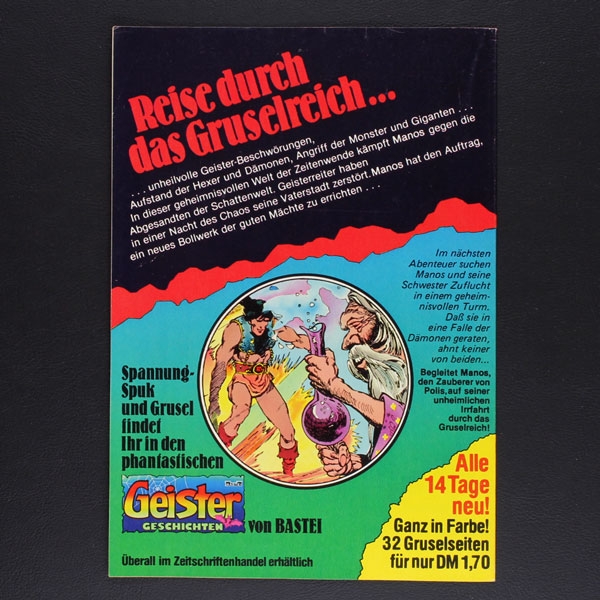 Reise durch
das Gruselreich...
... unheilvolle Geister-Beschwörungen,
Aufstand der Hexer und Dämonen, Angriff der Monster und Giganten ...
In dieser geheimnisvollen Welt der Zeitenwende kämpft Manos gegen die
Abgesandten der Schattenwelt. Geisterreiter haben
in einer Nacht des Chaos seine Vaterstadt zerstört. Manos hat den Auftrag,
ein neues Bollwerk der guten Mächte zu errichten ...
Im nächsten
Abenteuer suchen
Manos und seine
Schwester Zuflucht
in einem geheim-
nisvollen Turm.
Daß sie in
eine Falle der
Dämonen geraten,
ahnt keiner
von beiden...
Begleitet Manos,
den Zauberer von
Polis, auf seiner
unheimlichen
Irrfahrt
durch das
Gruselreich!
Spannung-
Spuk
und Grusel
findet
Ihr in den
phantastischen
Geister
GESCHICHTEN
von BASTEI
Überall im Zeitschriftenhandel erhältlich
Alle
14 Tage
neu!
Ganz in Farbe!
32 Gruselseiten
für nur DM 1,70